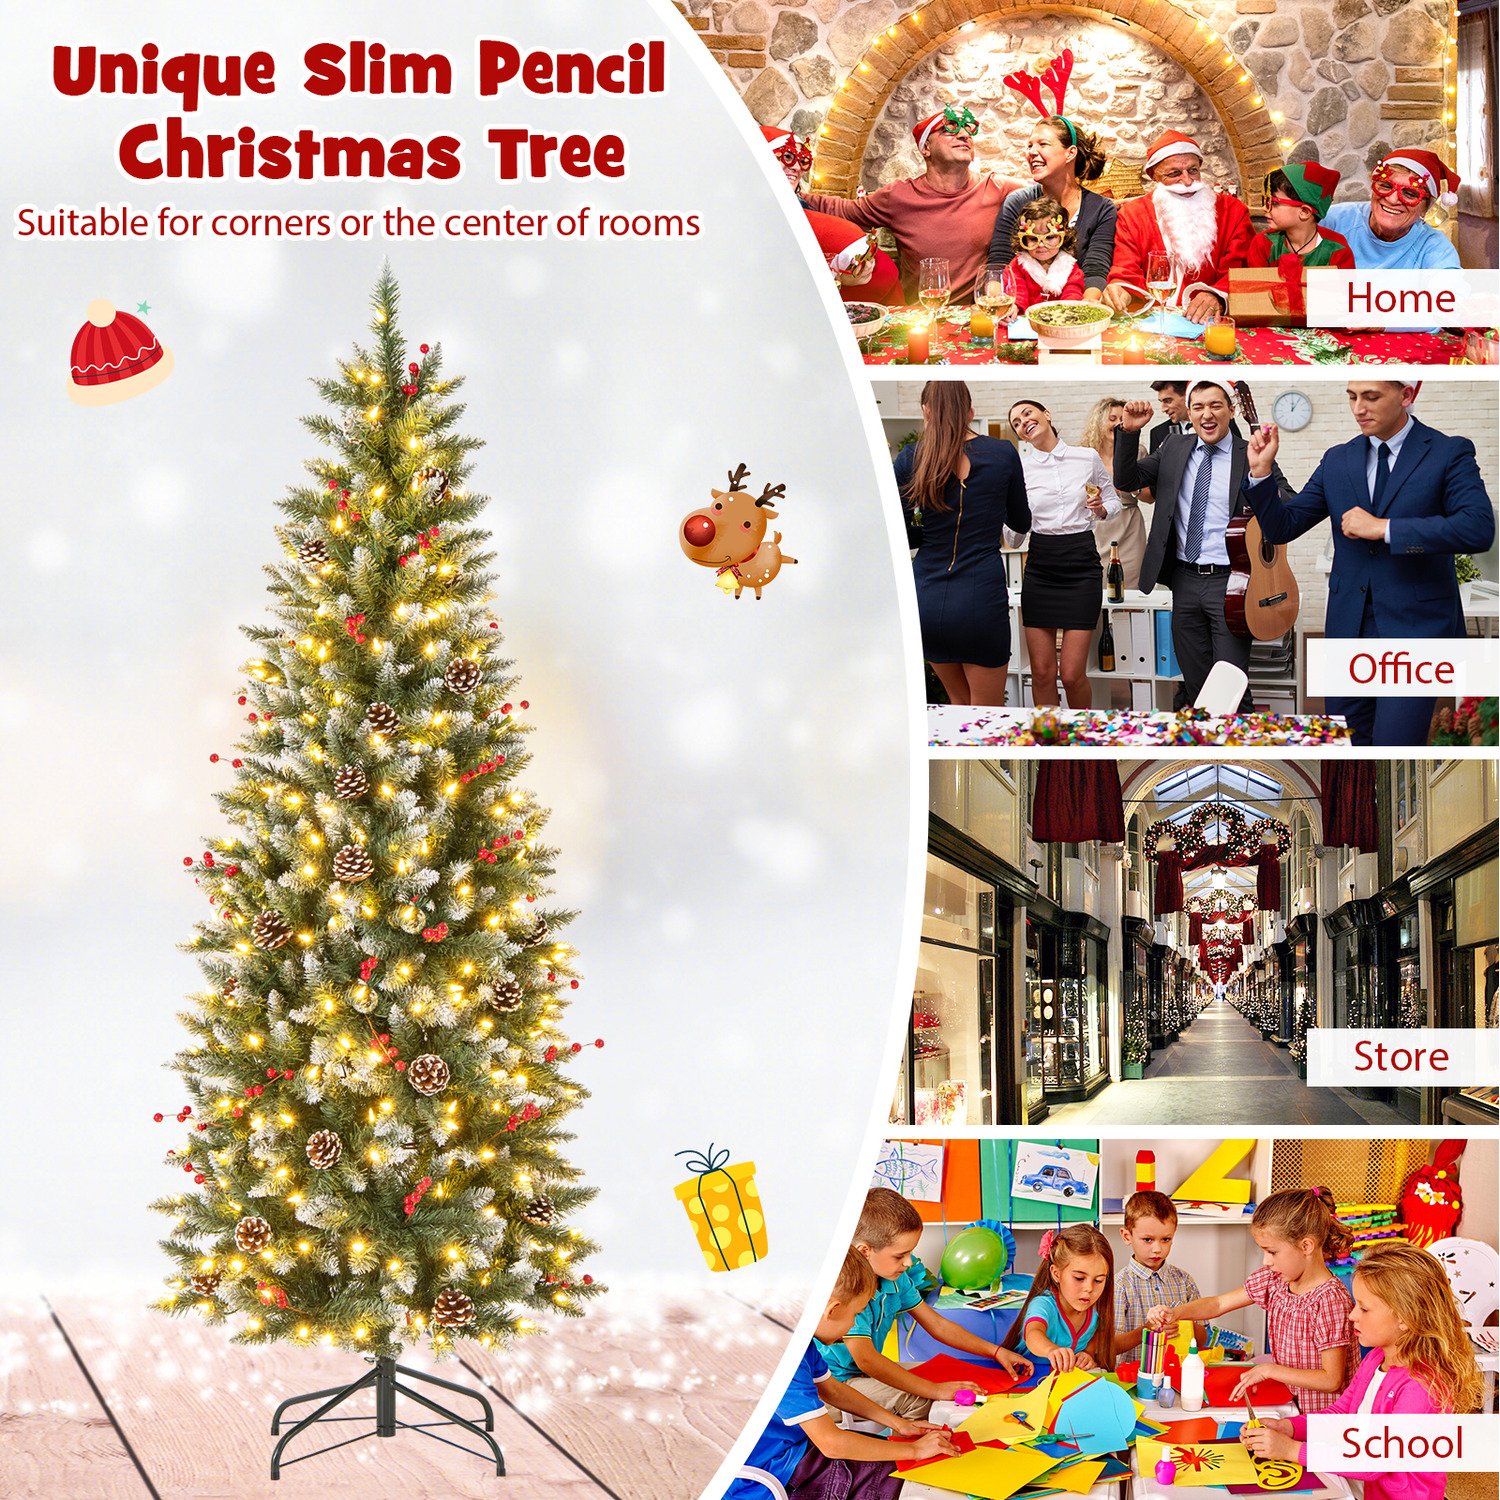 Unique Slim Pencil
Christmas Tree
Suitable for corners or the center of rooms
Home
Office
Store
School